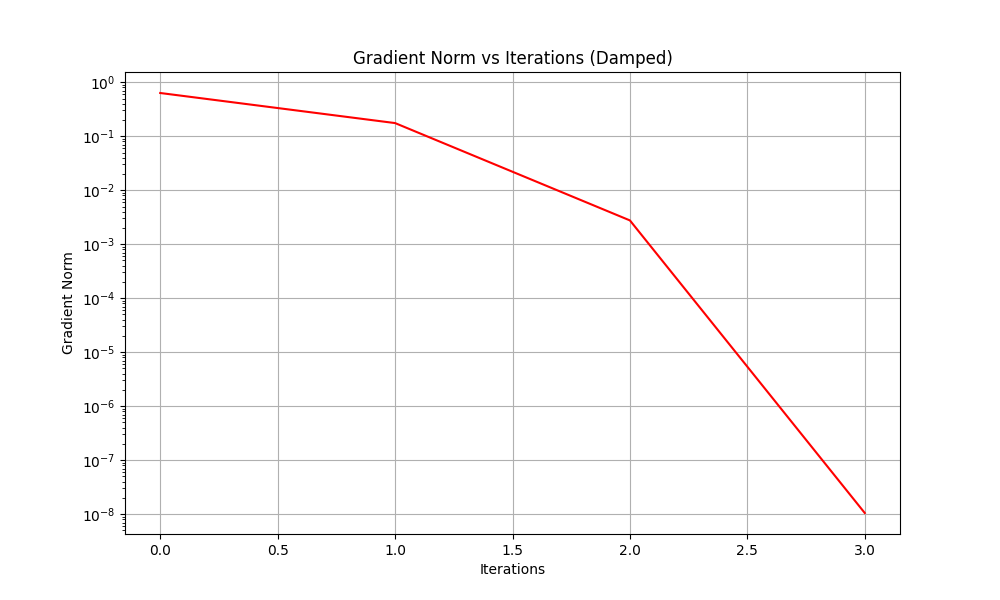 Gradient Norm vs Iterations (Damped)
Gradient Norm
10⁰
10⁻¹
10⁻²
10⁻³
10⁻⁴
10⁻⁵
10⁻⁶
10⁻⁷
10⁻⁸
0.0 0.5 1.0 1.5 2.0 2.5 3.0
Iterations